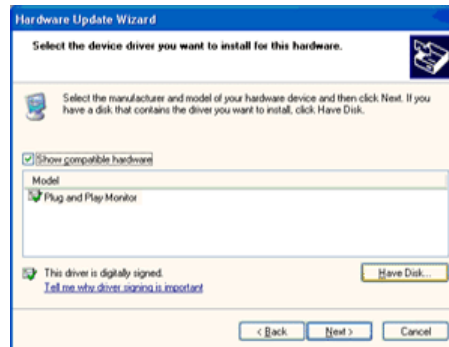 Hardware Update Wizard
Select the device driver you want to install for this hardware.
Select the manufacturer and model of your hardware device and then click Next. If you
have a disk that contains the driver you want to install, click Have Disk.
Show compatible hardware
Model
Plug and Play Monitor
This driver is digitally signed.
Have Disk...
Tell me why driver signing is important
< Back
Next >
Cancel